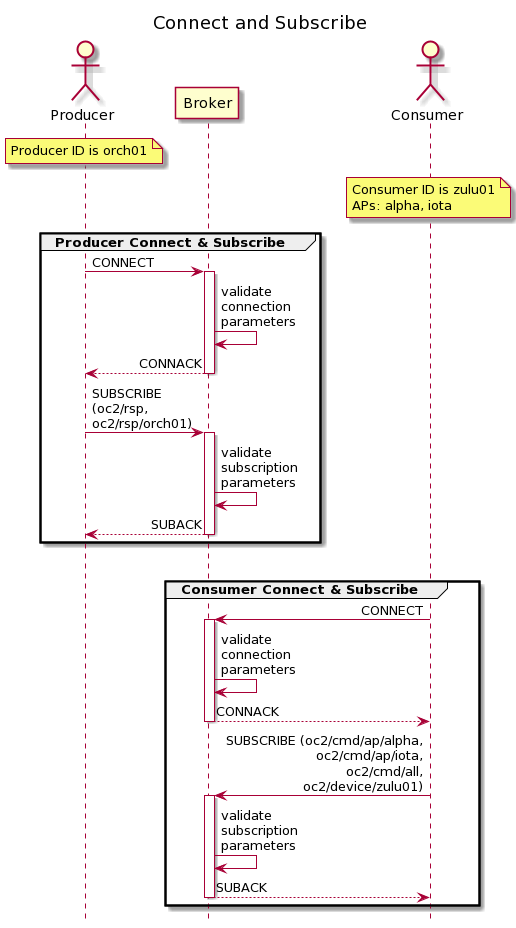 Connect and Subscribe
Producer
Broker
Consumer
Producer ID is orch01
Consumer ID is zulu01
APs: alpha, iota
Producer Connect & Subscribe
CONNECT
validate
connection
parameters
CONNACK
SUBSCRIBE
(oc2/rsp,
oc2/rsp/orch01)
validate
subscription
parameters
SUBACK
Consumer Connect & Subscribe
CONNECT
validate
connection
parameters
CONNACK
SUBSCRIBE (oc2/cmd/ap/alpha,
oc2/cmd/ap/iota,
oc2/cmd/all,
oc2/device/zulu01)
validate
subscription
parameters
SUBACK